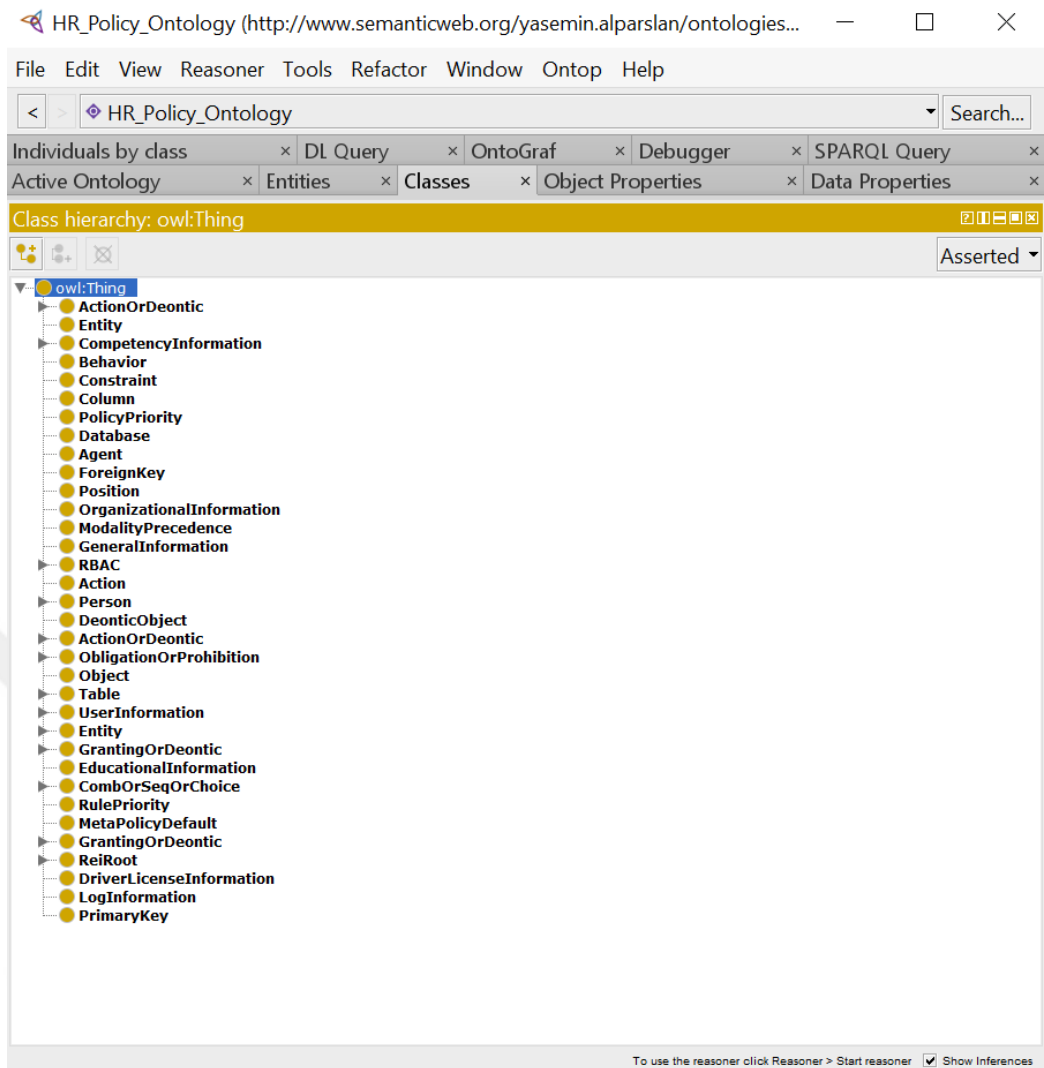 HR_Policy_Ontology (http://www.semanticweb.org/yasemin.alparslan/ontologies...
File Edit View Reasoner Tools Refactor Window Ontop Help
< > HR_Policy_Ontology Search...
Individuals by class × DL Query × OntoGraf × Debugger × SPARQL Query ×
Active Ontology × Entities × Classes × Object Properties × Data Properties ×
Class hierarchy: owl:Thing
Asserted
owl:Thing
ActionOrDeontic
Entity
CompetencyInformation
Behavior
Constraint
Column
PolicyPriority
Database
Agent
ForeignKey
Position
OrganizationalInformation
ModalityPrecedence
GeneralInformation
RBAC
Action
Person
DeonticObject
ActionOrDeontic
ObligationOrProhibition
Object
Table
UserInformation
Entity
GrantingOrDeontic
EducationalInformation
CombOrSeqOrChoice
RulePriority
MetaPolicyDefault
GrantingOrDeontic
ReiRoot
DriverLicenseInformation
LogInformation
PrimaryKey
To use the reasoner click Reasoner > Start reasoner Show Inferences